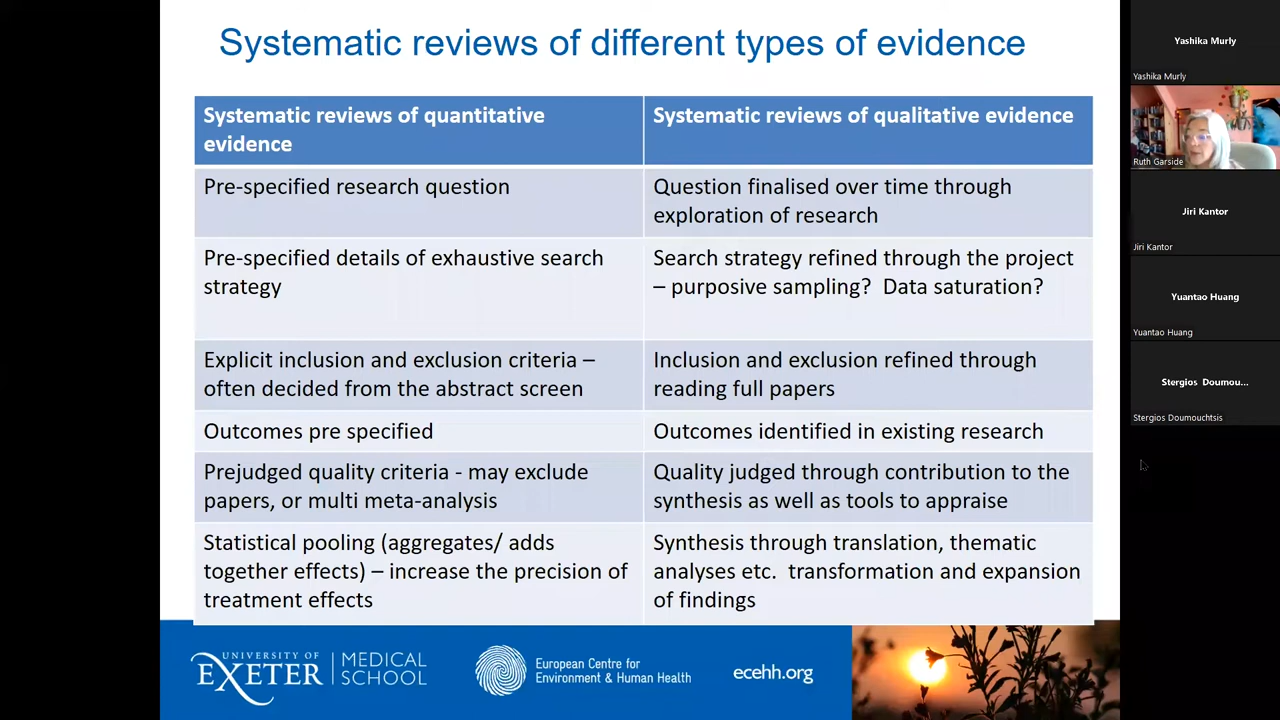 Systematic reviews of different types of evidence
Systematic reviews of quantitative
evidence
Systematic reviews of qualitative evidence
Pre-specified research question
Question finalised over time through
exploration of research
Pre-specified details of exhaustive search
strategy
Search strategy refined through the project
– purposive sampling? Data saturation?
Explicit inclusion and exclusion criteria –
often decided from the abstract screen
Inclusion and exclusion refined through
reading full papers
Outcomes pre specified
Outcomes identified in existing research
Prejudged quality criteria - may exclude
papers, or multi meta-analysis
Quality judged through contribution to the
synthesis as well as tools to appraise
Statistical pooling (aggregates/ adds
together effects) – increase the precision of
treatment effects
Synthesis through translation, thematic
analyses etc. transformation and expansion
of findings
UNIVERSITY OF
EXETER
MEDICAL
SCHOOL
European Centre for
Environment & Human Health
ecehh.org
Yashika Murly
Yashika Murly
Ruth Garside
Jiri Kantor
Jiri Kantor
Yuantao Huang
Yuantao Huang
Stergios Doumou...
Stergios Doumouchtsis